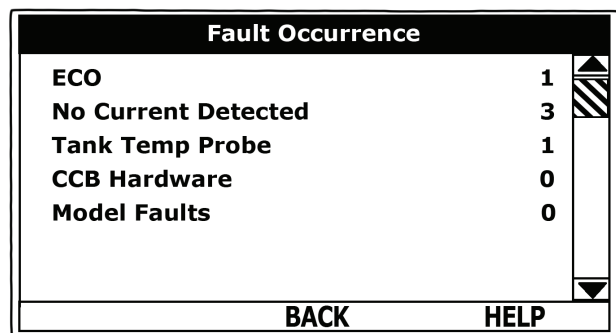 Fault Occurrence
ECO 1
No Current Detected 3
Tank Temp Probe 1
CCB Hardware 0
Model Faults 0
BACK HELP